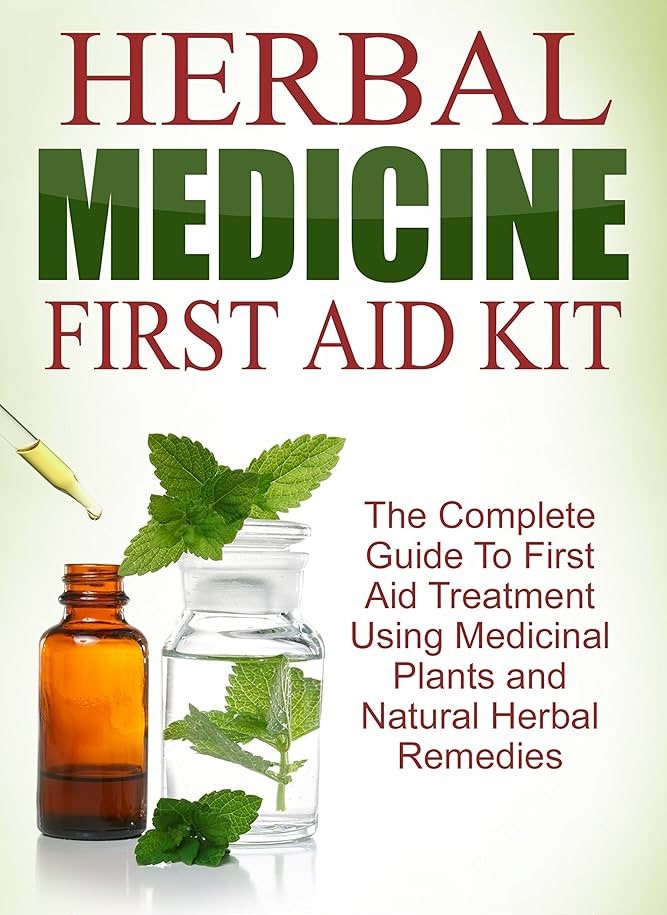 HERBAL
MEDICINE
FIRST AID KIT
The Complete
Guide To First
Aid Treatment
Using Medicinal
Plants and
Natural Herbal
Remedies